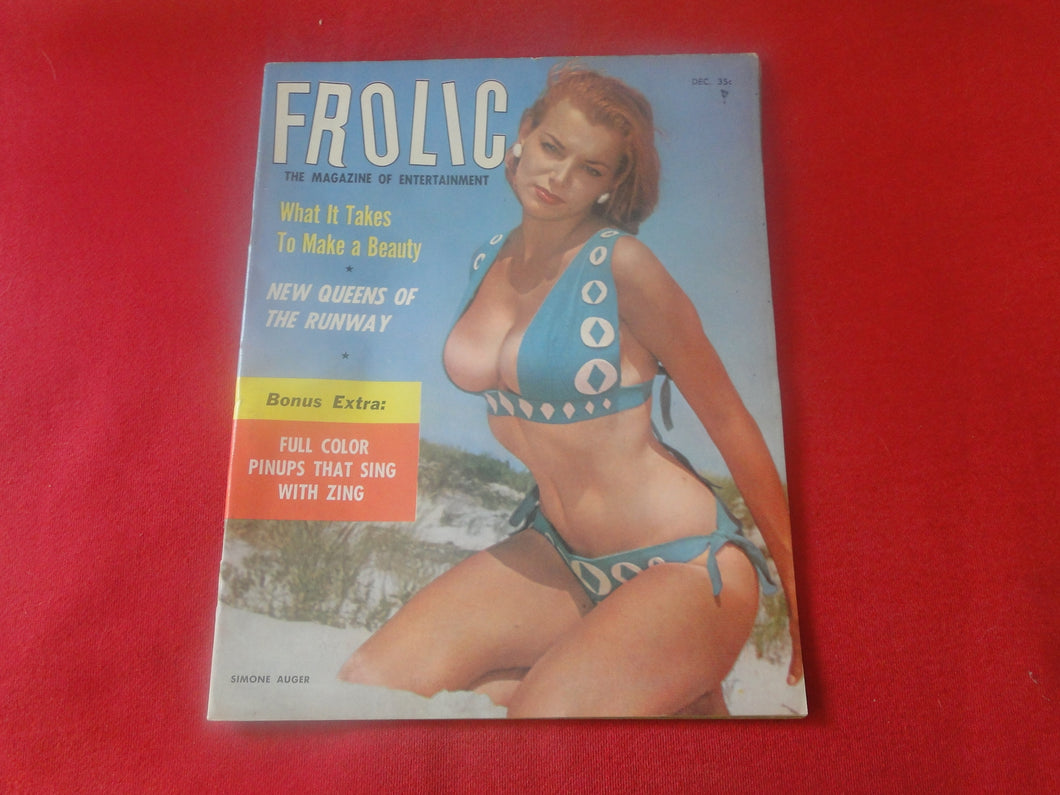 DEC. 35c
FROLIC
THE MAGAZINE OF ENTERTAINMENT
What It Takes
To Make a Beauty
NEW QUEENS OF
THE RUNWAY
Bonus Extra:
FULL COLOR
PINUPS THAT SING
WITH ZING
SIMONE AUGER